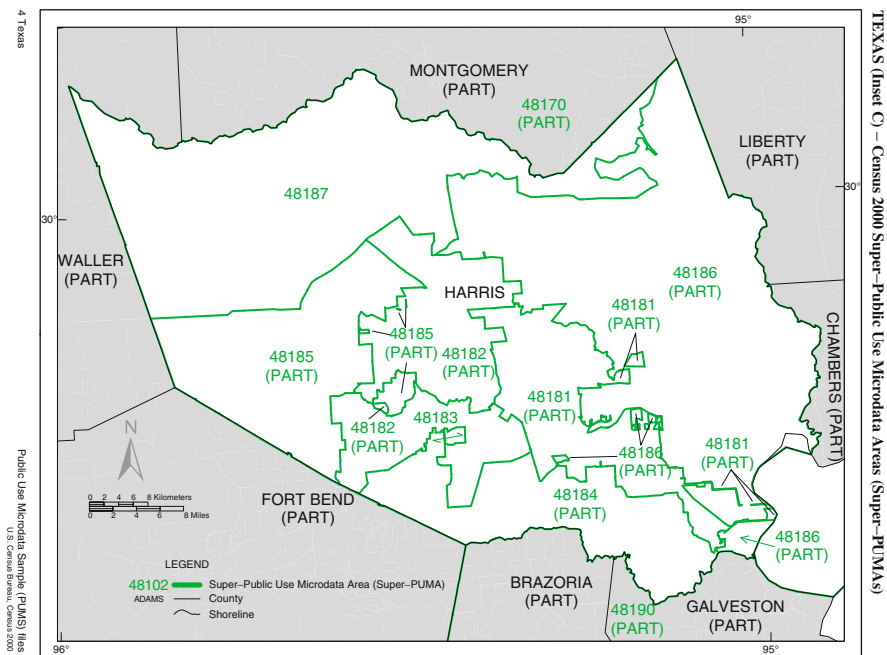 TEXAS (Inset C) – Census 2000 Super–Public Use Microdata Areas (Super–PUMAs)
4 Texas
95°
MONTGOMERY
(PART)
48170
(PART)
LIBERTY
(PART)
30°
48187
30°
WALLER
(PART)
HARRIS
48186
(PART)
48181
(PART)
CHAMBERS (PART)
48185
(PART)
48185
(PART)
48182
(PART)
48181
(PART)
48183
48182
(PART)
48181
(PART)
48186
(PART)
N
0 2 4 6 8 Kilometers
0 2 4 6 8 Miles
FORT BEND
(PART)
48184
(PART)
48186
(PART)
LEGEND
48102 Super–Public Use Microdata Area (Super–PUMA)
ADAMS County
Shoreline
BRAZORIA
(PART)
48190
(PART)
GALVESTON
(PART)
96°
95°
Public Use Microdata Sample (PUMS) files
U.S. Census Bureau, Census 2000